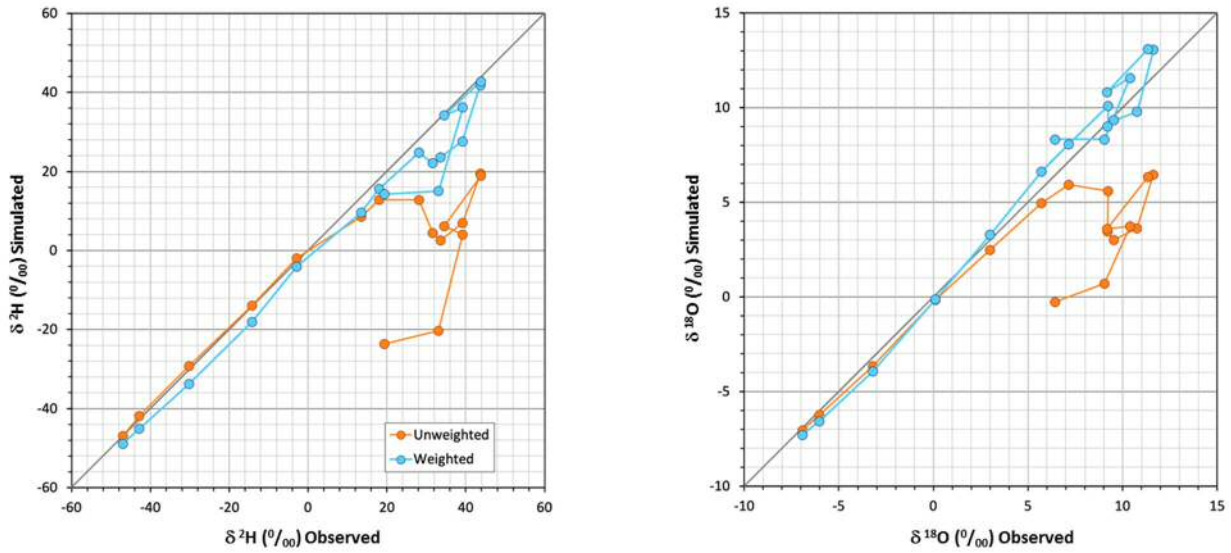 60
40
20
0
-20
-40
-60
-60 -40 -20 0 20 40 60
δ ²H (⁰/₀₀) Simulated
δ ²H (⁰/₀₀) Observed
Unweighted
Weighted
15
10
5
0
-5
-10
-10 -5 0 5 10 15
δ ¹⁸O (⁰/₀₀) Simulated
δ ¹⁸O (⁰/₀₀) Observed